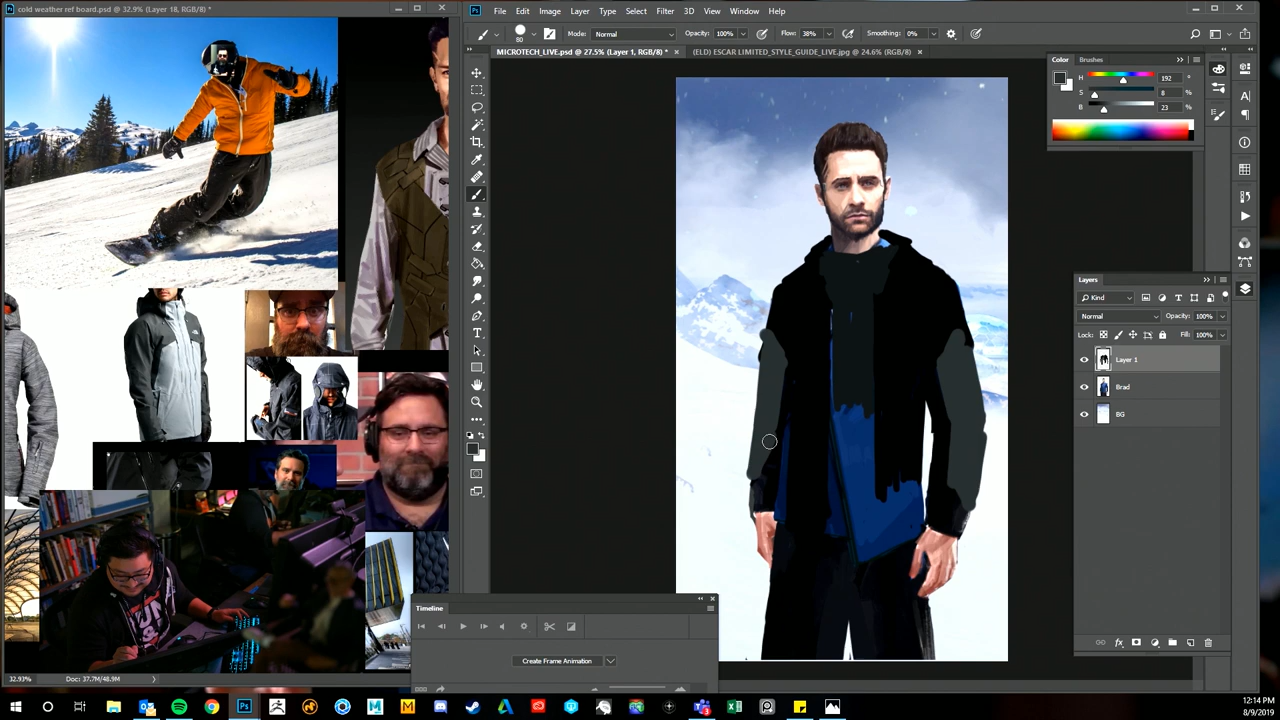 cold weather ref board.psd @ 32.9% (Layer 18, RGB/8) *
File Edit Image Layer Type Select Filter 3D View Window Help
80
Mode: Normal
Opacity: 100%
Flow: 38%
Smoothing: 0%
MICROTECH_LIVE.psd @ 27.5% (Layer 1, RGB/8) *
(ELD) ESCAR LIMITED_STYLE_GUIDE_LIVE.jpg @ 24.6% (RGB/8)
Color Brushes
H 192 °
S 8 %
B 23 %
Layers
Kind
Normal
Opacity: 100%
Lock:
Fill: 100%
Layer 1
Brad
BG
Timeline
Create Frame Animation
32.93%
Doc: 37.7M/48.9M
12:14 PM
8/9/2019